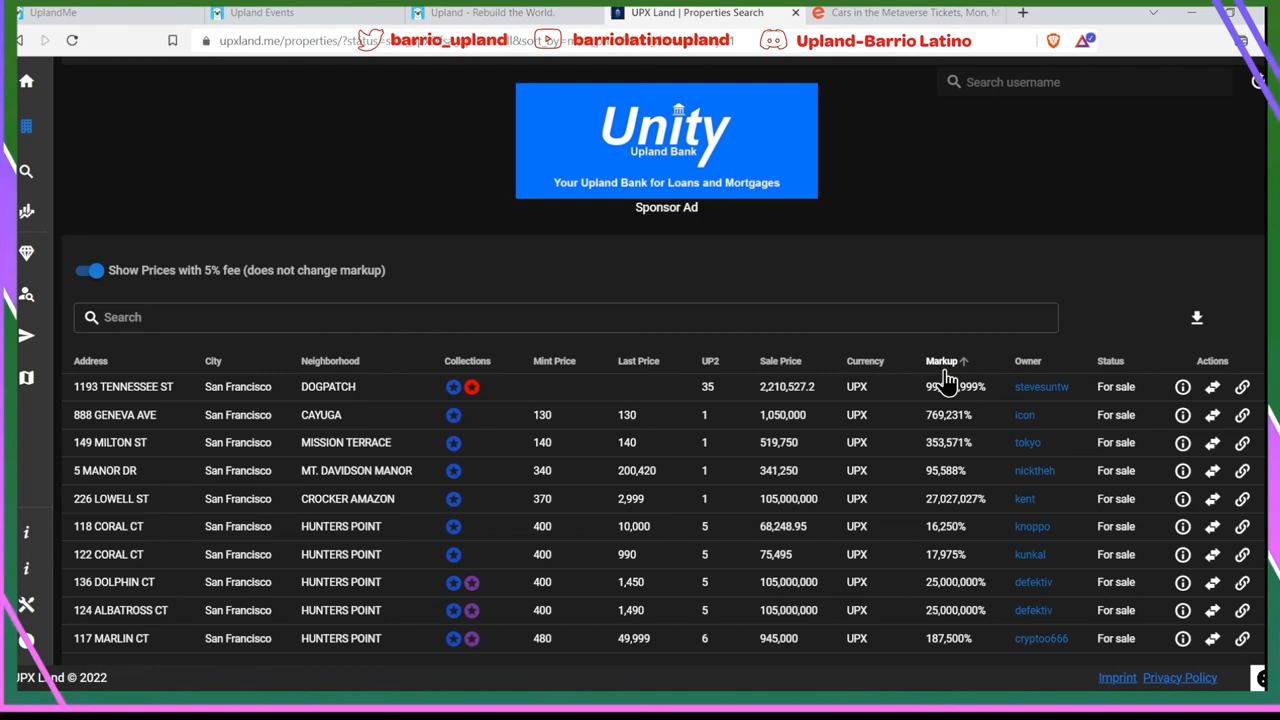 UplandMe
Upland Events
Upland - Rebuild the World.
UPX Land | Properties Search
Cars in the Metaverse Tickets, Mon, M
upxland.me/properties/?status=s
barrio_upland
barriolatinoupland
Upland-Barrio Latino
Search username
Unity
Upland Bank
Your Upland Bank for Loans and Mortgages
Sponsor Ad
Show Prices with 5% fee (does not change markup)
Search
Address City Neighborhood Collections Mint Price Last Price UP2 Sale Price Currency Markup Owner Status Actions
1193 TENNESSEE ST San Francisco DOGPATCH 35 2,210,527.2 UPX stevesuntw For sale
888 GENEVA AVE San Francisco CAYUGA 130 130 1 1,050,000 UPX 769,231% icon For sale
149 MILTON ST San Francisco MISSION TERRACE 140 140 1 519,750 UPX 353,571% tokyo For sale
5 MANOR DR San Francisco MT. DAVIDSON MANOR 340 200,420 1 341,250 UPX 95,588% nicktheh For sale
226 LOWELL ST San Francisco CROCKER AMAZON 370 2,999 1 105,000,000 UPX 27,027,027% kent For sale
118 CORAL CT San Francisco HUNTERS POINT 400 10,000 5 68,248.95 UPX 16,250% knoppo For sale
122 CORAL CT San Francisco HUNTERS POINT 400 990 5 75,495 UPX 17,975% kunkal For sale
136 DOLPHIN CT San Francisco HUNTERS POINT 400 1,450 5 105,000,000 UPX 25,000,000% defektiv For sale
124 ALBATROSS CT San Francisco HUNTERS POINT 400 1,490 5 105,000,000 UPX 25,000,000% defektiv For sale
117 MARLIN CT San Francisco HUNTERS POINT 480 49,999 6 945,000 UPX 187,500% cryptoo666 For sale
UPX Land © 2022
Imprint Privacy Policy